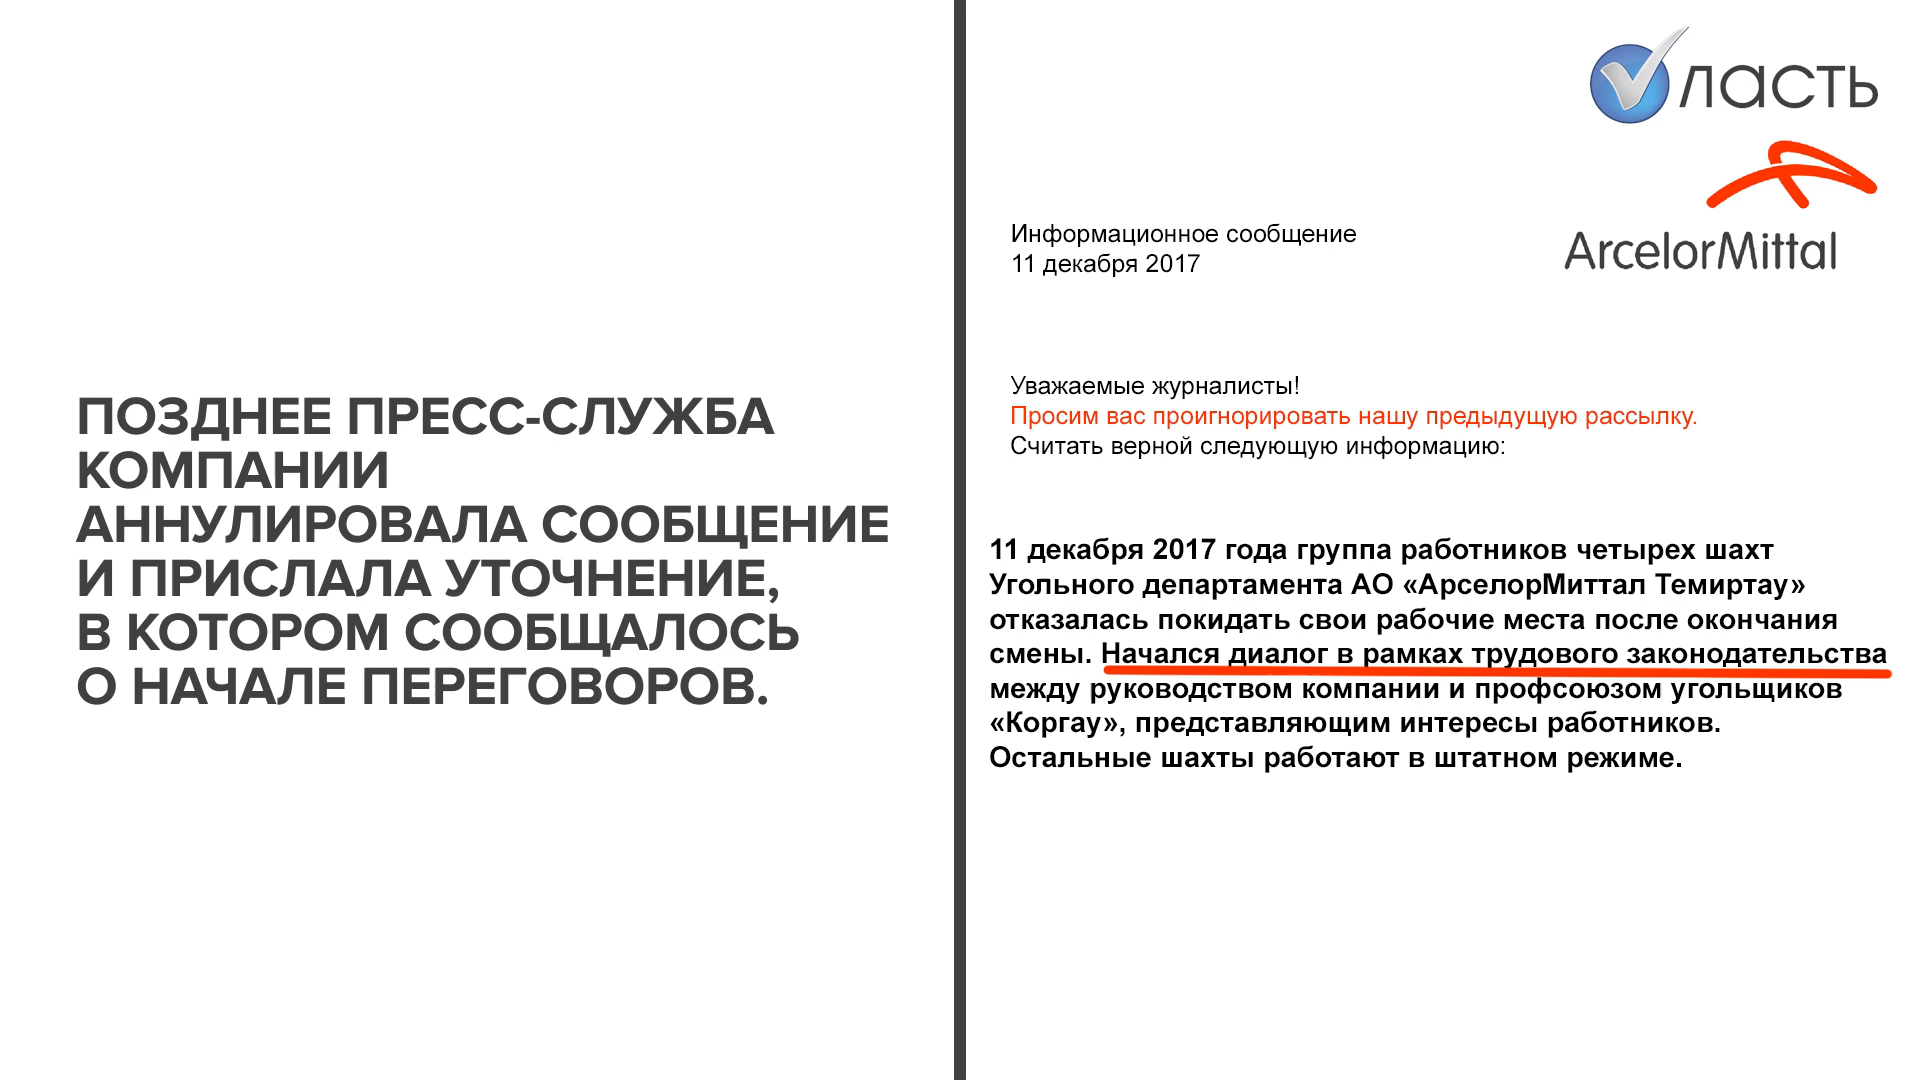 ПОЗДНЕЕ ПРЕСС-СЛУЖБА
КОМПАНИИ
АННУЛИРОВАЛА СООБЩЕНИЕ
И ПРИСЛАЛА УТОЧНЕНИЕ,
В КОТОРОМ СООБЩАЛОСЬ
О НАЧАЛЕ ПЕРЕГОВОРОВ.
Vласть
ArcelorMittal
Информационное сообщение
11 декабря 2017
Уважаемые журналисты!
Просим вас проигнорировать нашу предыдущую рассылку.
Считать верной следующую информацию:
11 декабря 2017 года группа работников четырех шахт
Угольного департамента АО «АрселорМиттал Темиртау»
отказалась покидать свои рабочие места после окончания
смены. Начался диалог в рамках трудового законодательства
между руководством компании и профсоюзом угольщиков
«Коргау», представляющим интересы работников.
Остальные шахты работают в штатном режиме.